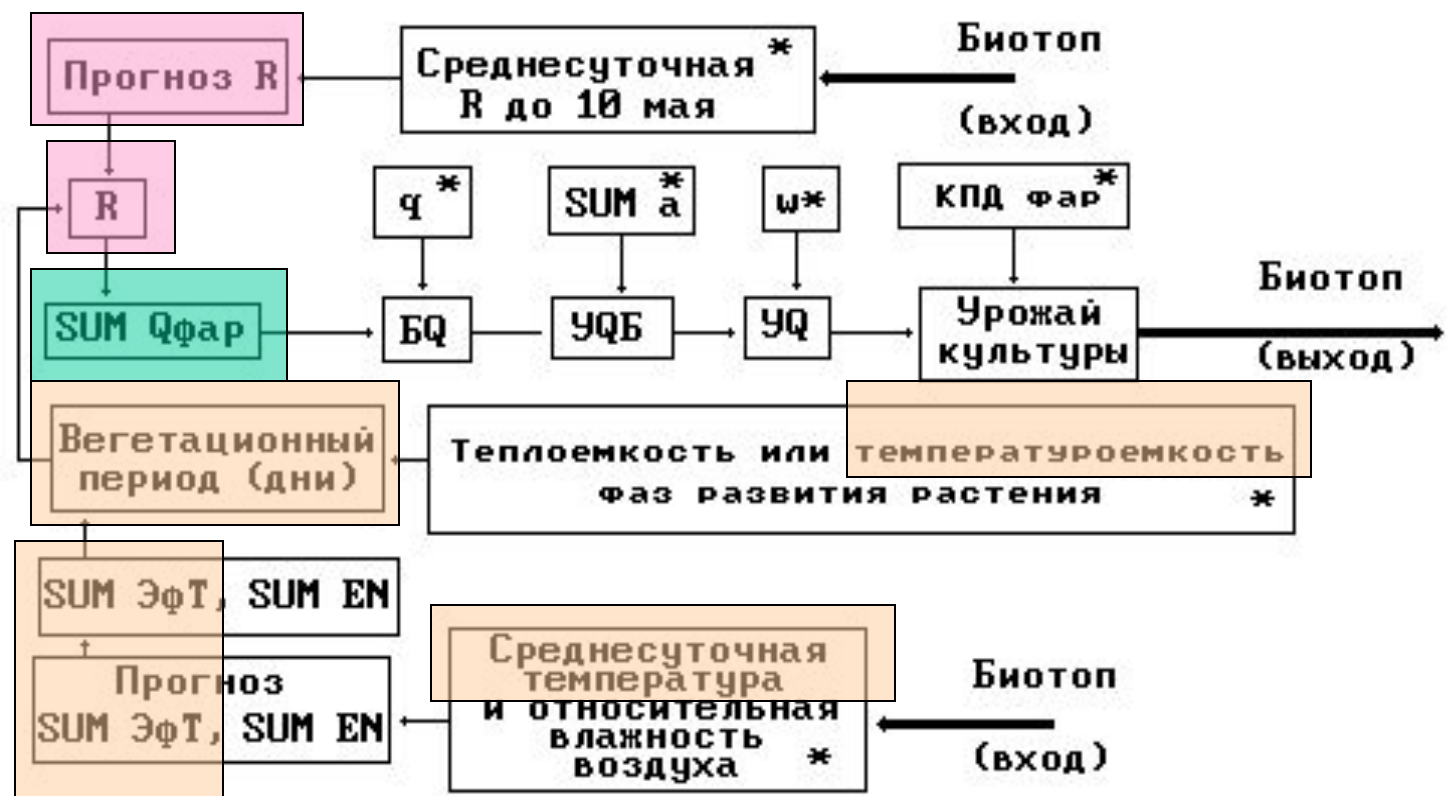 Прогноз R
Среднесуточная *
R до 10 мая
Биотоп
(вход)
R
q *
SUM a *
w*
КПД фар*
SUM Qфар
БQ
УQБ
УQ
Урожай
культуры
Биотоп
(выход)
Вегетационный
период (дни)
Теплоемкость или температуроемкость
фаз развития растения *
SUM ЭфТ, SUM EN
Прогноз
SUM ЭфТ, SUM EN
Среднесуточная
температура
и относительная
влажность
воздуха *
Биотоп
(вход)